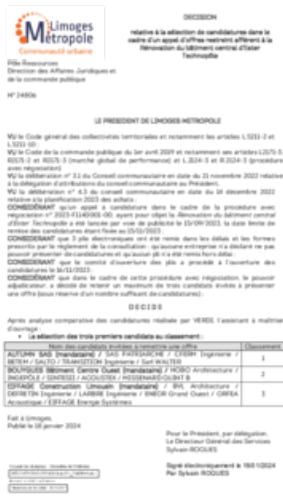 Limoges
Métropole
Communauté urbaine
DECISION
relative à la sélection de candidatures dans le
cadre d'un appel d'offres restreint afférent à la
Rénovation du bâtiment central d'Ester
Technopôle
Pôle Ressources
Direction des Affaires Juridiques et
de la commande publique
N° 24806
LE PRESIDENT DE LIMOGES METROPOLE
VU le Code général des collectivités territoriales et notamment les articles L.5211-2 et
L.5211-10 ;
VU le Code de la commande publique du 1er avril 2019 et notamment ses articles L2171-3,
R2171-2 et R2171-3 (marché global de performance) et L.2124-3 et R.2124-3 (procédure
avec négociation)
VU la délibération n° 3.1 du Conseil communautaire en date du 21 novembre 2022 relative
à la délégation d'attributions du conseil communautaire au Président.
VU la délibération n° 4.3 du conseil communautaire en date du 16 décembre 2022
relative à la planification 2023 des achats :
CONSIDÉRANT qu'un appel à candidature dans le cadre de la procédure avec
négociation ayant pour objet la Rénovation du bâtiment central
d'Ester Technopole a été lancée par voie de publicité le 15/09/2023, la date limite de
remise des candidatures étant fixée au 15/11/2023 :
CONSIDERANT que 3 plis électroniques ont été remis dans les délais et les formes
prescrits par le règlement de la consultation : qu'aucune entreprise n'a déclaré ne pas
pouvoir présenter de candidatures et qu'aucun pli n'a été remis hors délai :
CONSIDERANT que le comité d'ouverture des plis a procédé à l'ouverture des
candidatures le 16/11/2023 :
CONSIDÉRANT que dans le cadre de cette procédure avec négociation, le pouvoir
adjudicateur, a décidé de retenir un maximum de trois candidats invités à présenter
une offre (sous réserve d'un nombre suffisant de candidatures) :
DECIDE
Après analyse comparative des candidatures réalisée par VERDI, l'assistant à maîtrise
d'ouvrage :
• La sélection des trois premiers candidats au classement :
Nom des candidats invités à remettre une offre Classement
AUTUMN SAS (mandataire) / SAS PATRIARCHE / CFERM Ingénierie /
BETEM / SALTO / TRANSITION Ingénierie / Sarl WALTER 1
BOUYGUES Bâtiment Centre Ouest (mandataire) / HOBO Architecture /
INGEPÔLE / SINTEO / ACOUSTEX / 2
EIFFAGE Construction Limousin (mandataire) / BVL Architecture /
DEFRETIN Ingénierie / LARBRE Ingénierie / ENEOR Grand Ouest / ORFEA
Acoustique / EIFFAGE Energie Systèmes 3
Fait à Limoges,
Publié le 18 janvier 2024
Pour le Président, par délégation,
Le Directeur Général des Services
Sylvain ROQUES
Signé électroniquement le 18/01/2024
Par Sylvain ROQUES